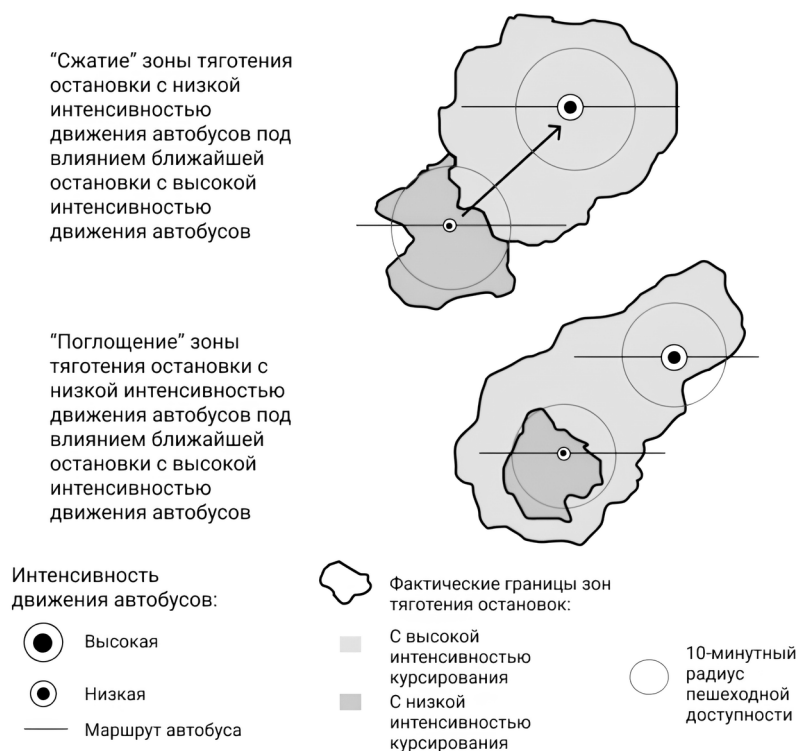 “Сжатие” зоны тяготения
остановки с низкой
интенсивностью
движения автобусов под
влиянием ближайшей
остановки с высокой
интенсивностью
движения автобусов
“Поглощение” зоны
тяготения остановки с
низкой интенсивностью
движения автобусов под
влиянием ближайшей
остановки с высокой
интенсивностью
движения автобусов
Интенсивность
движения автобусов:
Высокая
Низкая
Маршрут автобуса
Фактические границы зон
тяготения остановок:
С высокой
интенсивностью
курсирования
С низкой
интенсивностью
курсирования
10-минутный
радиус
пешеходной
доступности